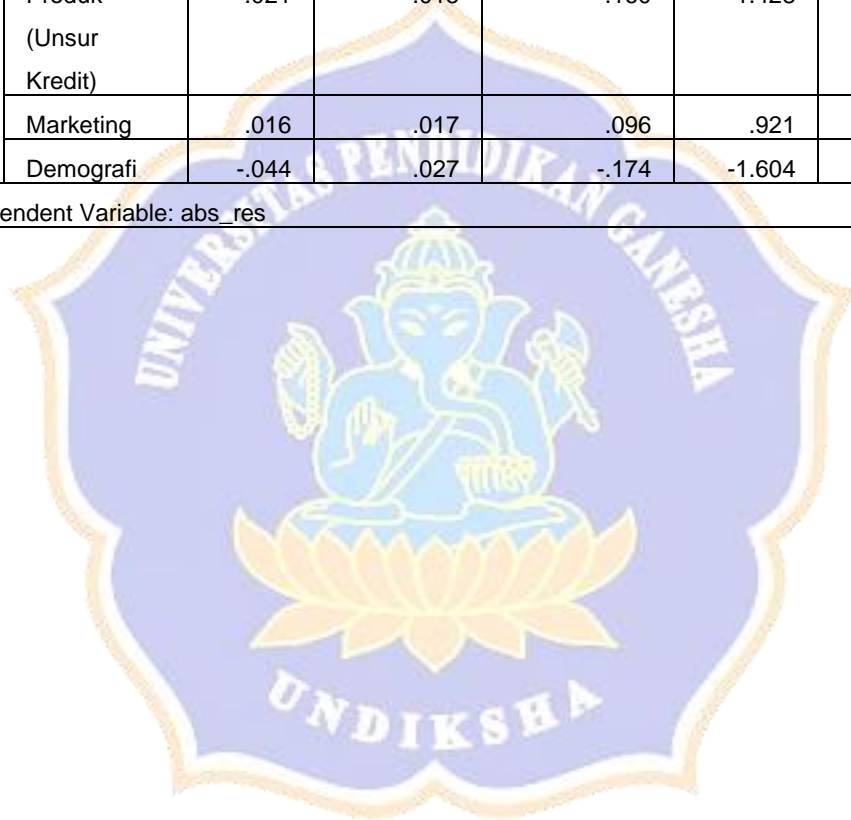 (Unsur
Kredit)
Marketing .016 .017 .096 .921
Demografi -.044 .027 -.174 -1.604
endent Variable: abs_res
UNIVERSITAS PENDIDIKAN GANESHA
UNDIKSHA